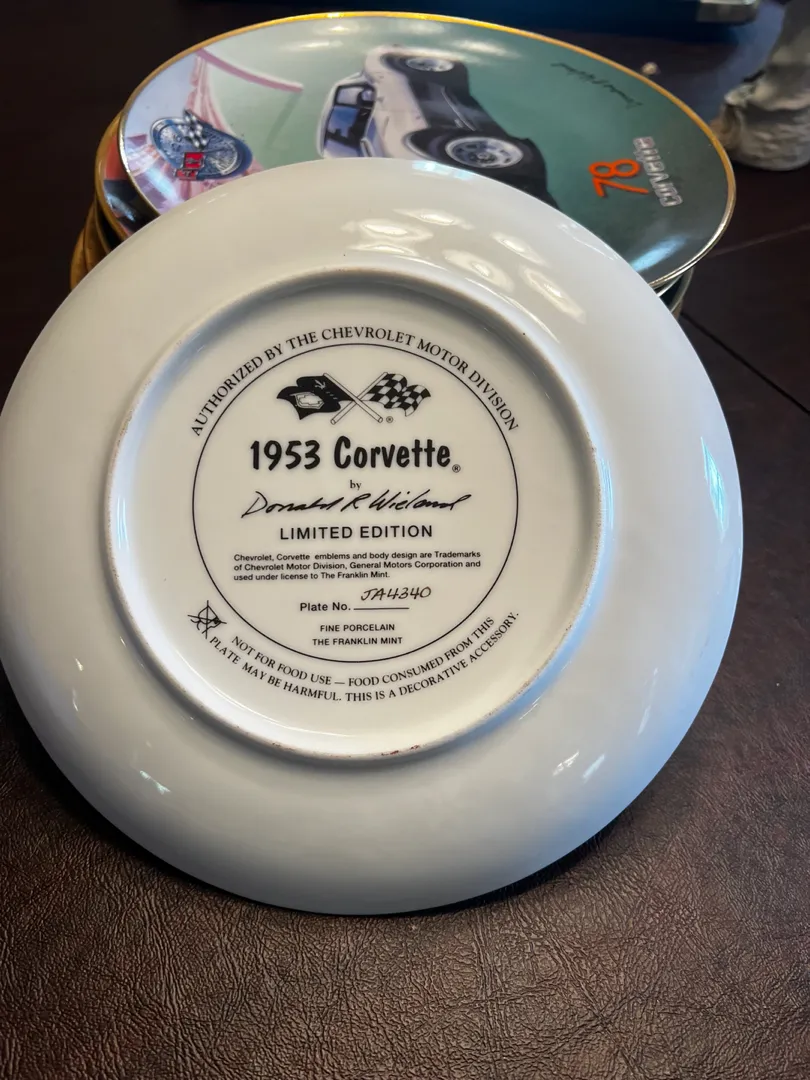 Donald R Wieland
78
CORVETTE
AUTHORIZED BY THE CHEVROLET MOTOR DIVISION
®
1953 Corvette®
by
Donald R Wieland
LIMITED EDITION
Chevrolet, Corvette emblems and body design are Trademarks
of Chevrolet Motor Division, General Motors Corporation and
used under license to The Franklin Mint.
Plate No. JA4340
FINE PORCELAIN
THE FRANKLIN MINT
NOT FOR FOOD USE — FOOD CONSUMED FROM THIS
PLATE MAY BE HARMFUL. THIS IS A DECORATIVE ACCESSORY.